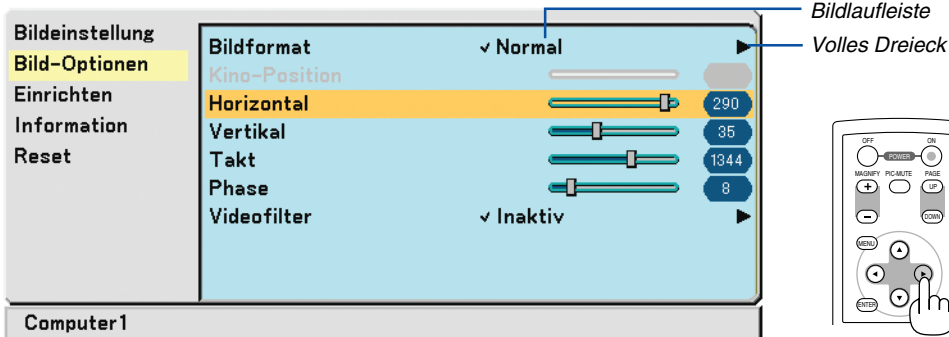 Bildlaufleiste
Volles Dreieck
Bildeinstellung
Bild-Optionen
Einrichten
Information
Reset
Bildformat ✓ Normal ▶
Kino-Position
Horizontal 290
Vertikal 35
Takt 1344
Phase 8
Videofilter ✓ Inaktiv ▶
Computer1
OFF POWER ON
MAGNIFY PIC-MUTE PAGE
+ UP
− DOWN
MENU
ENTER